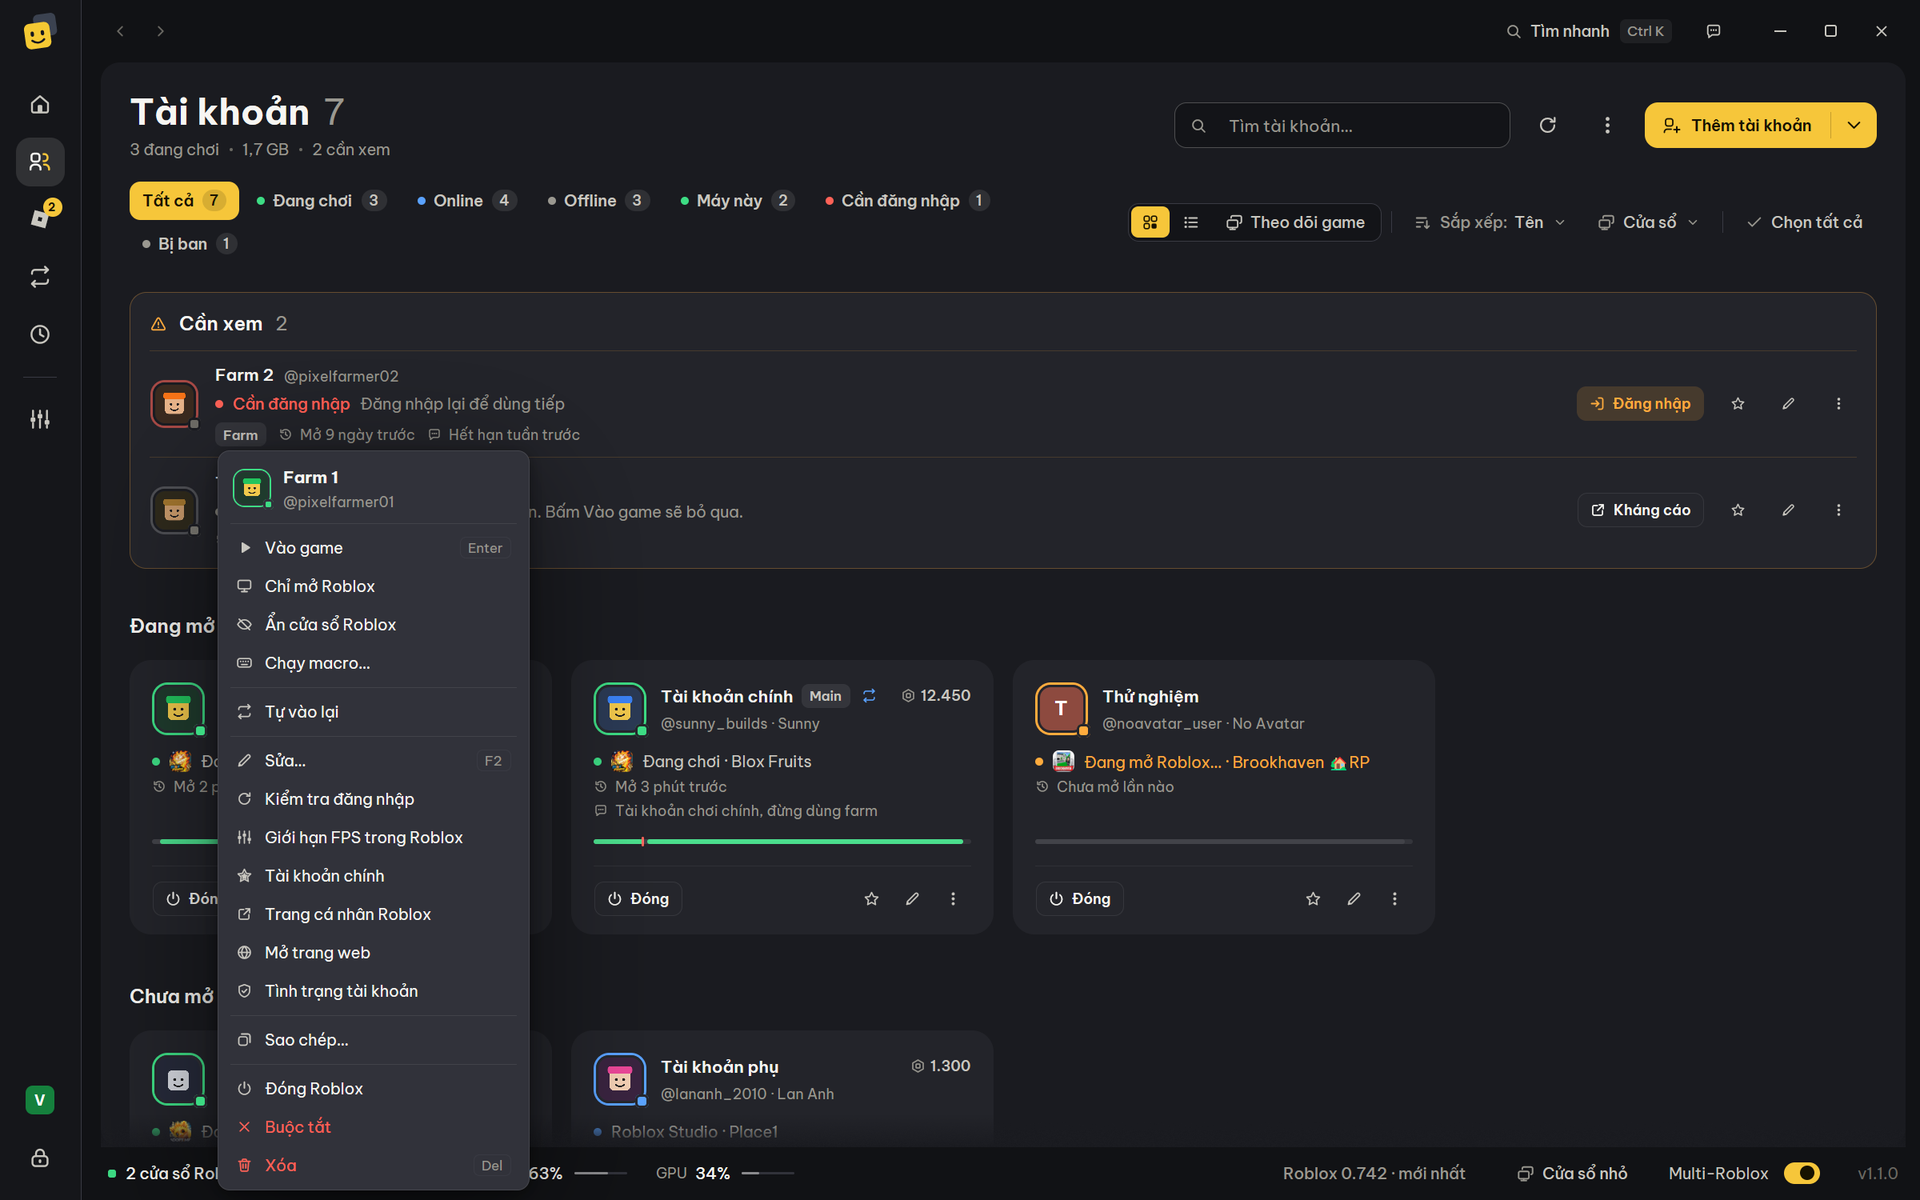 Tìm nhanh Ctrl K
Tài khoản 7
3 đang chơi · 1,7 GB · 2 cần xem
Tìm tài khoản...
Thêm tài khoản
Tất cả 7
Đang chơi 3
Online 4
Offline 3
Máy này 2
Cần đăng nhập 1
Bị ban 1
Theo dõi game
Sắp xếp: Tên
Cửa sổ
Chọn tất cả
2
Cần xem 2
Farm 2 @pixelfarmer02
Cần đăng nhập Đăng nhập lại để dùng tiếp
Farm Mở 9 ngày trước Hết hạn tuần trước
Đăng nhập
n. Bấm Vào game sẽ bỏ qua.
Kháng cáo
Farm 1
@pixelfarmer01
Vào game Enter
Chỉ mở Roblox
Ẩn cửa sổ Roblox
Chạy macro...
Tự vào lại
Sửa... F2
Kiểm tra đăng nhập
Giới hạn FPS trong Roblox
Tài khoản chính
Trang cá nhân Roblox
Mở trang web
Tình trạng tài khoản
Sao chép...
Đóng Roblox
Buộc tắt
Xóa Del
Đang mở
Mở 2 p
Tài khoản chính Main 12.450
@sunny_builds · Sunny
Đang chơi · Blox Fruits
Mở 3 phút trước
Tài khoản chơi chính, đừng dùng farm
Đóng
T
Thử nghiệm
@noavatar_user · No Avatar
Đang mở Roblox... · Brookhaven 🏡RP
Chưa mở lần nào
Đóng
Chưa mở
Tài khoản phụ 1.300
@lananh_2010 · Lan Anh
Roblox Studio · Place1
V
2 cửa sổ Rob
63%
GPU 34%
Roblox 0.742 · mới nhất
Cửa sổ nhỏ
Multi-Roblox
v1.1.0